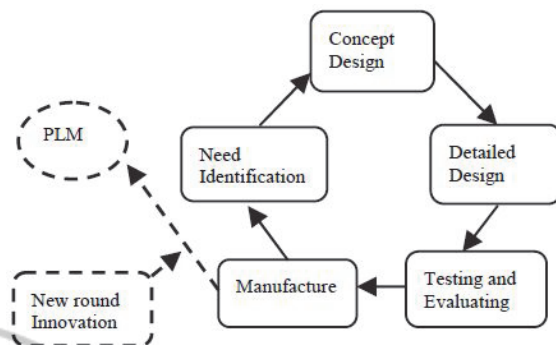 Concept
Design
PLM
Need
Identification
Detailed
Design
New round
Innovation
Manufacture
Testing and
Evaluating